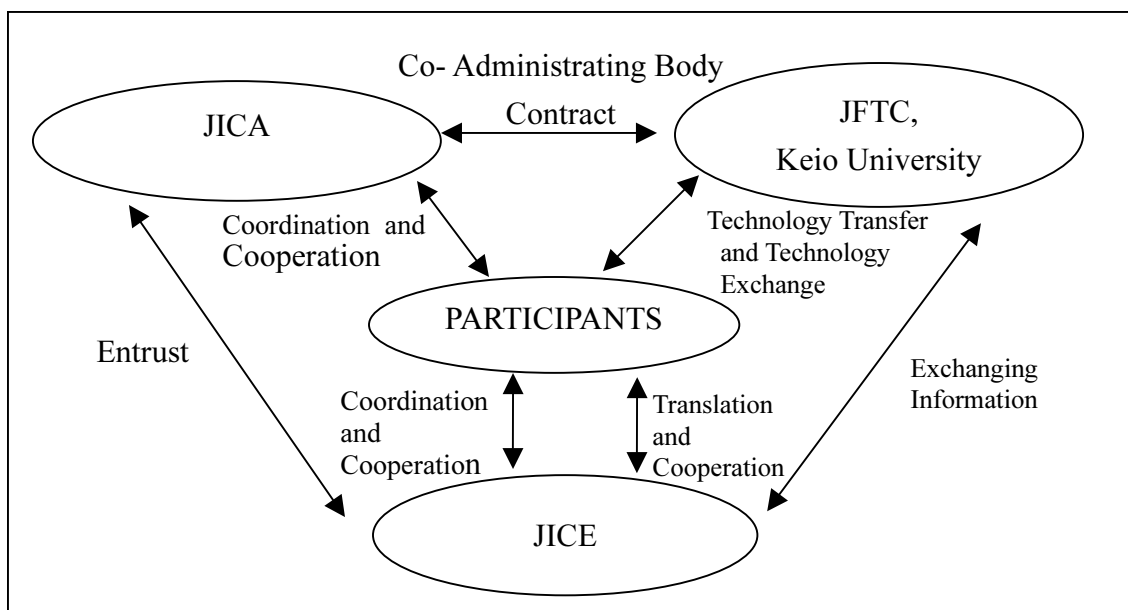 Co- Administrating Body
JICA
Contract
JFTC,
Keio University
Coordination and
Cooperation
Technology Transfer
and Technology
Exchange
PARTICIPANTS
Entrust
Exchanging
Information
Coordination
and
Cooperation
Translation
and
Cooperation
JICE